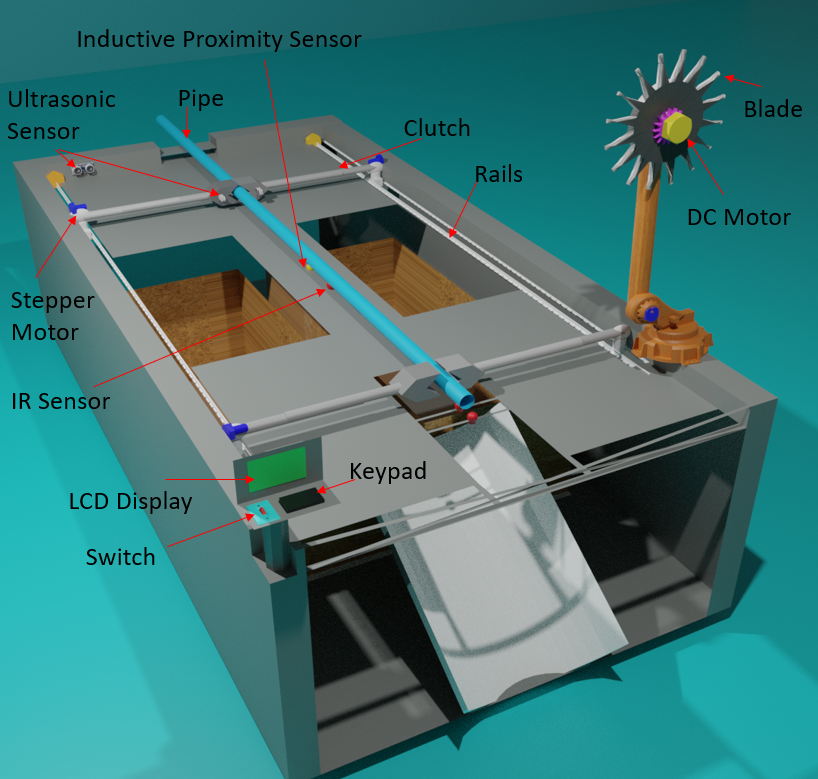 Inductive Proximity Sensor
Ultrasonic
Sensor
Pipe
Clutch
Blade
Rails
DC Motor
Stepper
Motor
IR Sensor
Keypad
LCD Display
Switch